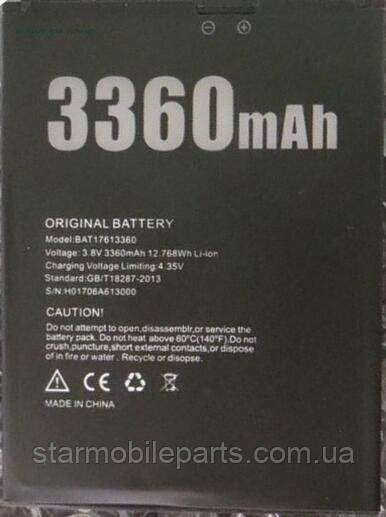 3360mAh
ORIGINAL BATTERY
Model:BAT17613360
Voltage: 3.8V 3360mAh 12.768Wh Li-ion
Charging Voltage Limiting:4.35V
Standard:GB/T18287-2013
S/N:H01706A613000
CAUTION!
Do not attempt to open,disassemblr,or service the
battery pack. Do not heat above 60°C(140°F).Do not
crush,puncture,short external contacts,or dispose
of in fire or water. Recycle or disopo.
CE
MADE IN CHINA
starmobileparts.com.ua